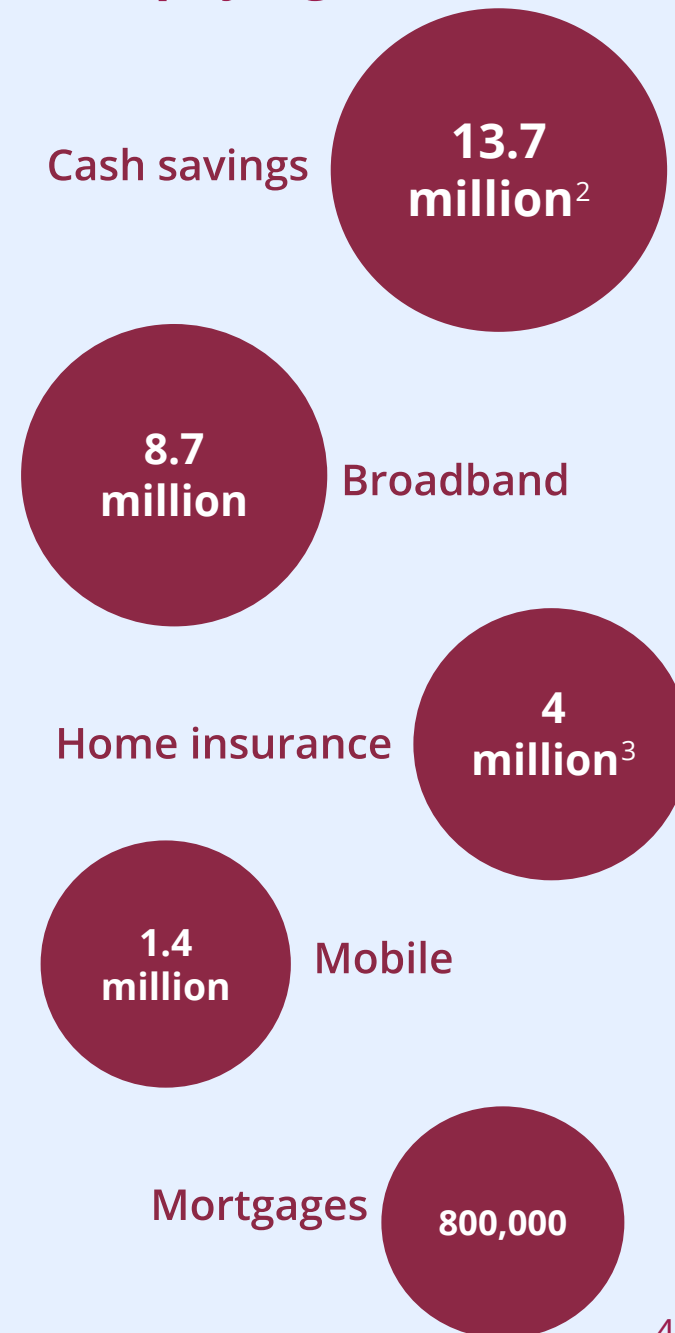 Cash savings
13.7
million²
8.7
million
Broadband
Home insurance
4
million³
1.4
million
Mobile
Mortgages
800,000
4